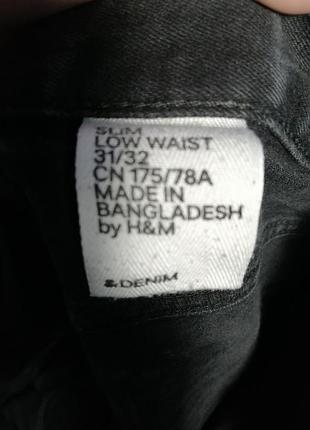 SLIM
LOW WAIST
31/32
CN 175/78A
MADE IN
BANGLADESH
by H&M
&DENIM